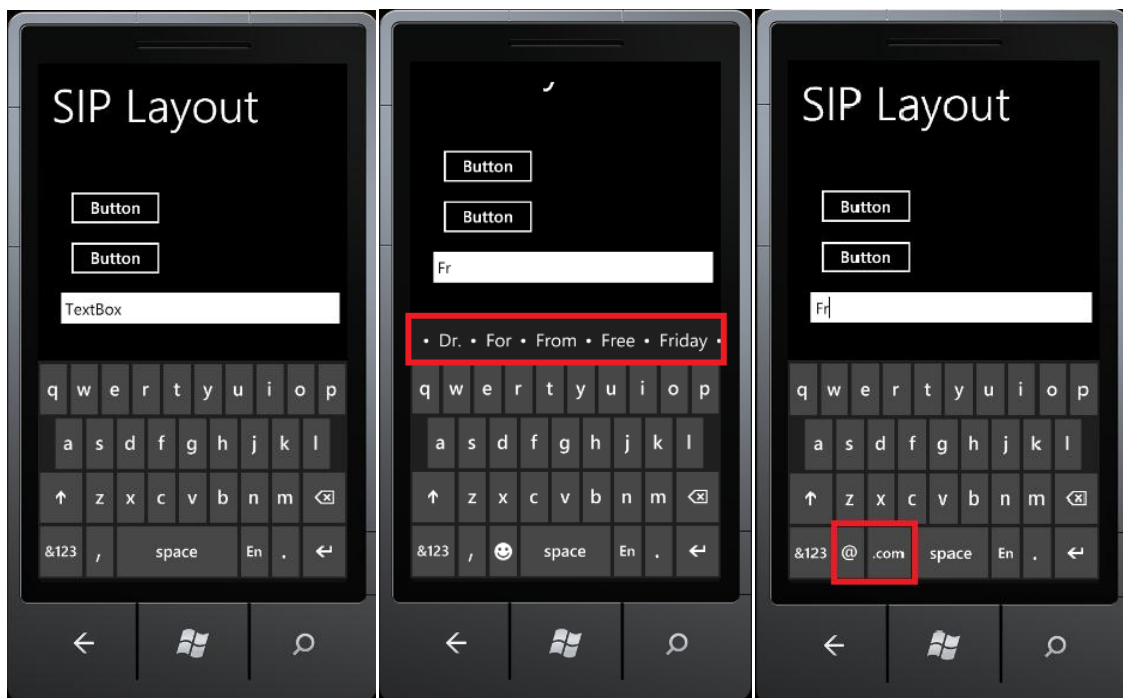 SIP Layout
Button
Button
TextBox
q w e r t y u i o p
a s d f g h j k l
z x c v b n m
&123 , space En .
Button
Button
Fr
• Dr. • For • From • Free • Friday •
q w e r t y u i o p
a s d f g h j k l
z x c v b n m
&123 , space En .
SIP Layout
Button
Button
Fr
q w e r t y u i o p
a s d f g h j k l
z x c v b n m
&123 @ .com space En .